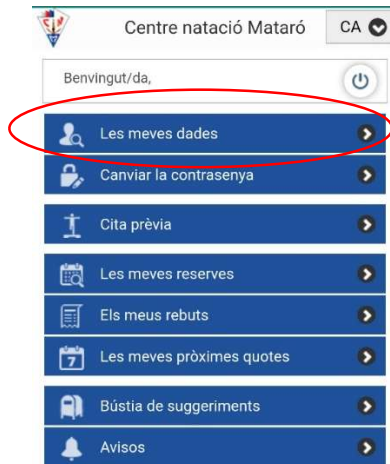 Centre natació Mataró CA
Benvingut/da,
Les meves dades
Canviar la contrasenya
Cita prèvia
Les meves reserves
Els meus rebuts
7 Les meves pròximes quotes
Bústia de suggeriments
Avisos